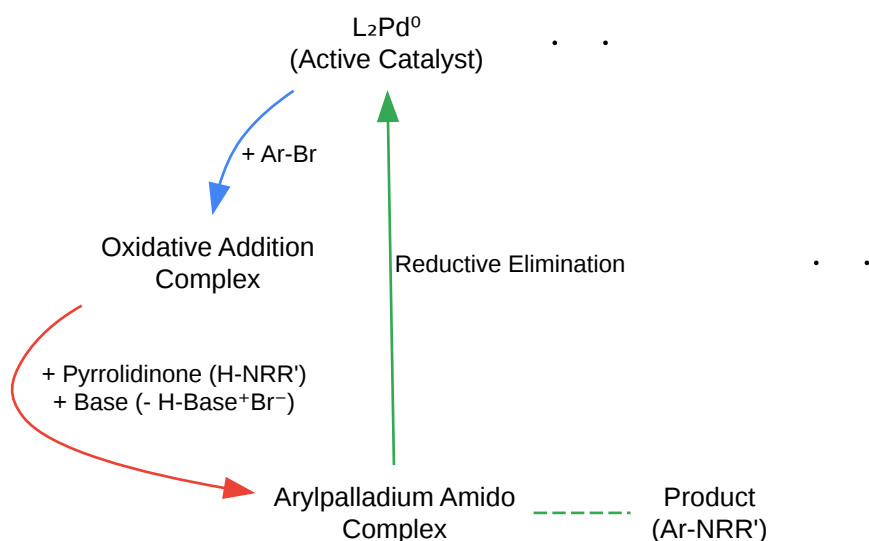 L₂Pd⁰
(Active Catalyst)
+ Ar-Br
Oxidative Addition
Complex
Reductive Elimination
+ Pyrrolidinone (H-NRR')
+ Base (- H-Base⁺Br⁻)
Arylpalladium Amido
Complex
Product
(Ar-NRR')